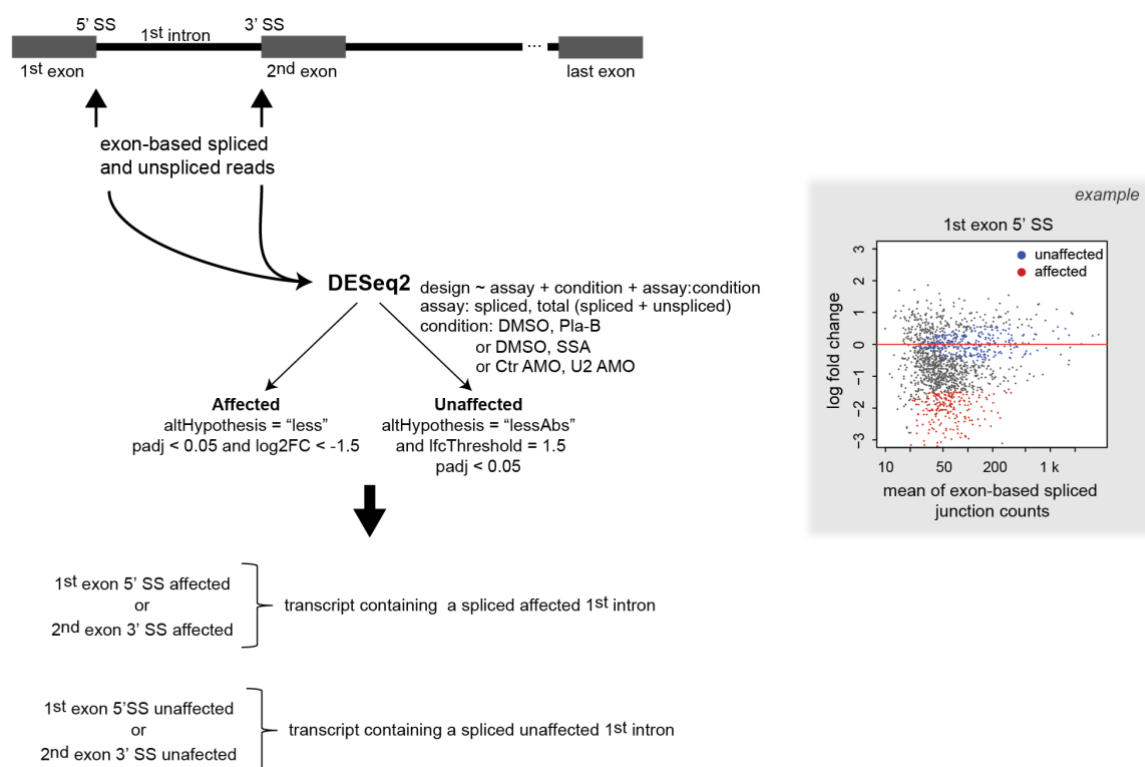 5' SS
3' SS
1st intron
...
1st exon
2nd exon
last exon
exon-based spliced
and unspliced reads
DESeq2
design ~ assay + condition + assay:condition
assay: spliced, total (spliced + unspliced)
condition: DMSO, Pla-B
or DMSO, SSA
or Ctr AMO, U2 AMO
Affected
altHypothesis = “less”
padj < 0.05 and log2FC < -1.5
Unaffected
altHypothesis = “lessAbs”
and lfcThreshold = 1.5
padj < 0.05
1st exon 5' SS affected
or
2nd exon 3' SS affected
transcript containing a spliced affected 1st intron
1st exon 5'SS unaffected
or
2nd exon 3' SS unafected
transcript containing a spliced unaffected 1st intron
example
1st exon 5' SS
unaffected
affected
log fold change
3
2
1
0
−1
−2
−3
10 50 200 1 k
mean of exon-based spliced
junction counts